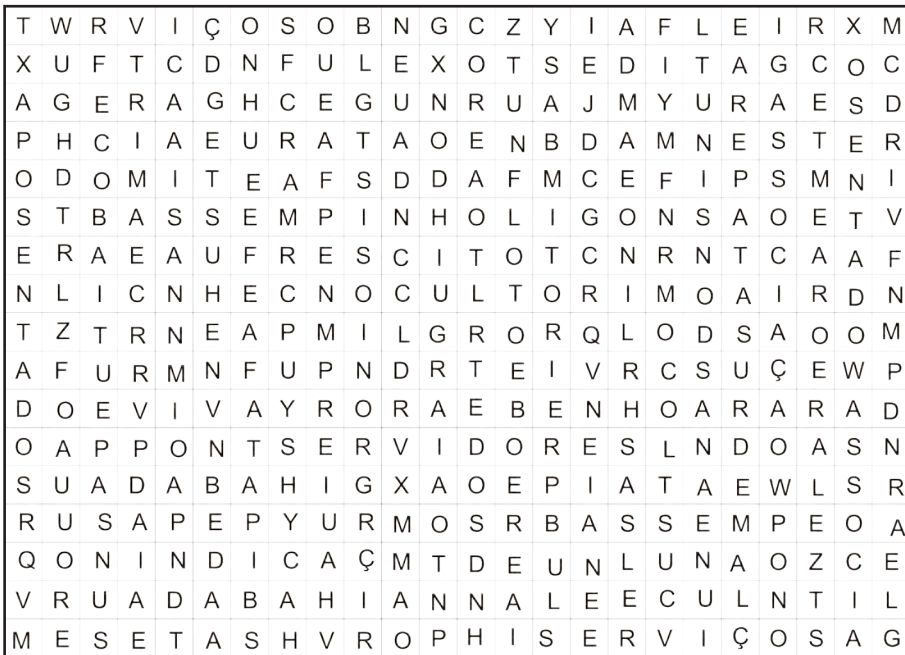 T W R V I Ç O S O B N G C Z Y I A F L E I R X M
X U F T C D N F U L E X O T S E D I T A G C O C
A G E R A G H C E G U N R U A J M Y U R A E S D
P H C I A E U R A T A O E N B D A M N E S T E R
O D O M I T E A F S D D A F M C E F I P S M N I
S T B A S S E M P I N H O L I G O N S A O E T V
E R A E A U F R E S C I T O T C N R N T C A A F
N L I C N H E C N O C U L T O R I M O A I R D N
T Z T R N E A P M I L G R O R Q L O D S A O O M
A F U R M N F U P N D R T E I V R C S U Ç E W P
D O E V I V A Y R O R A E B E N H O A R A R A D
O A P P O N T S E R V I D O R E S L N D O A S N
S U A D A B A H I G X A O E P I A T A E W L S R
R U S A P E P Y U R M O S R B A S S E M P E O A
Q O N I N D I C A Ç M T D E U N L U N A O Z C E
V R U A D A B A H I A N N A L E E C U L N T I L
M E S E T A S H V R O P H I S E R V I Ç O S A G